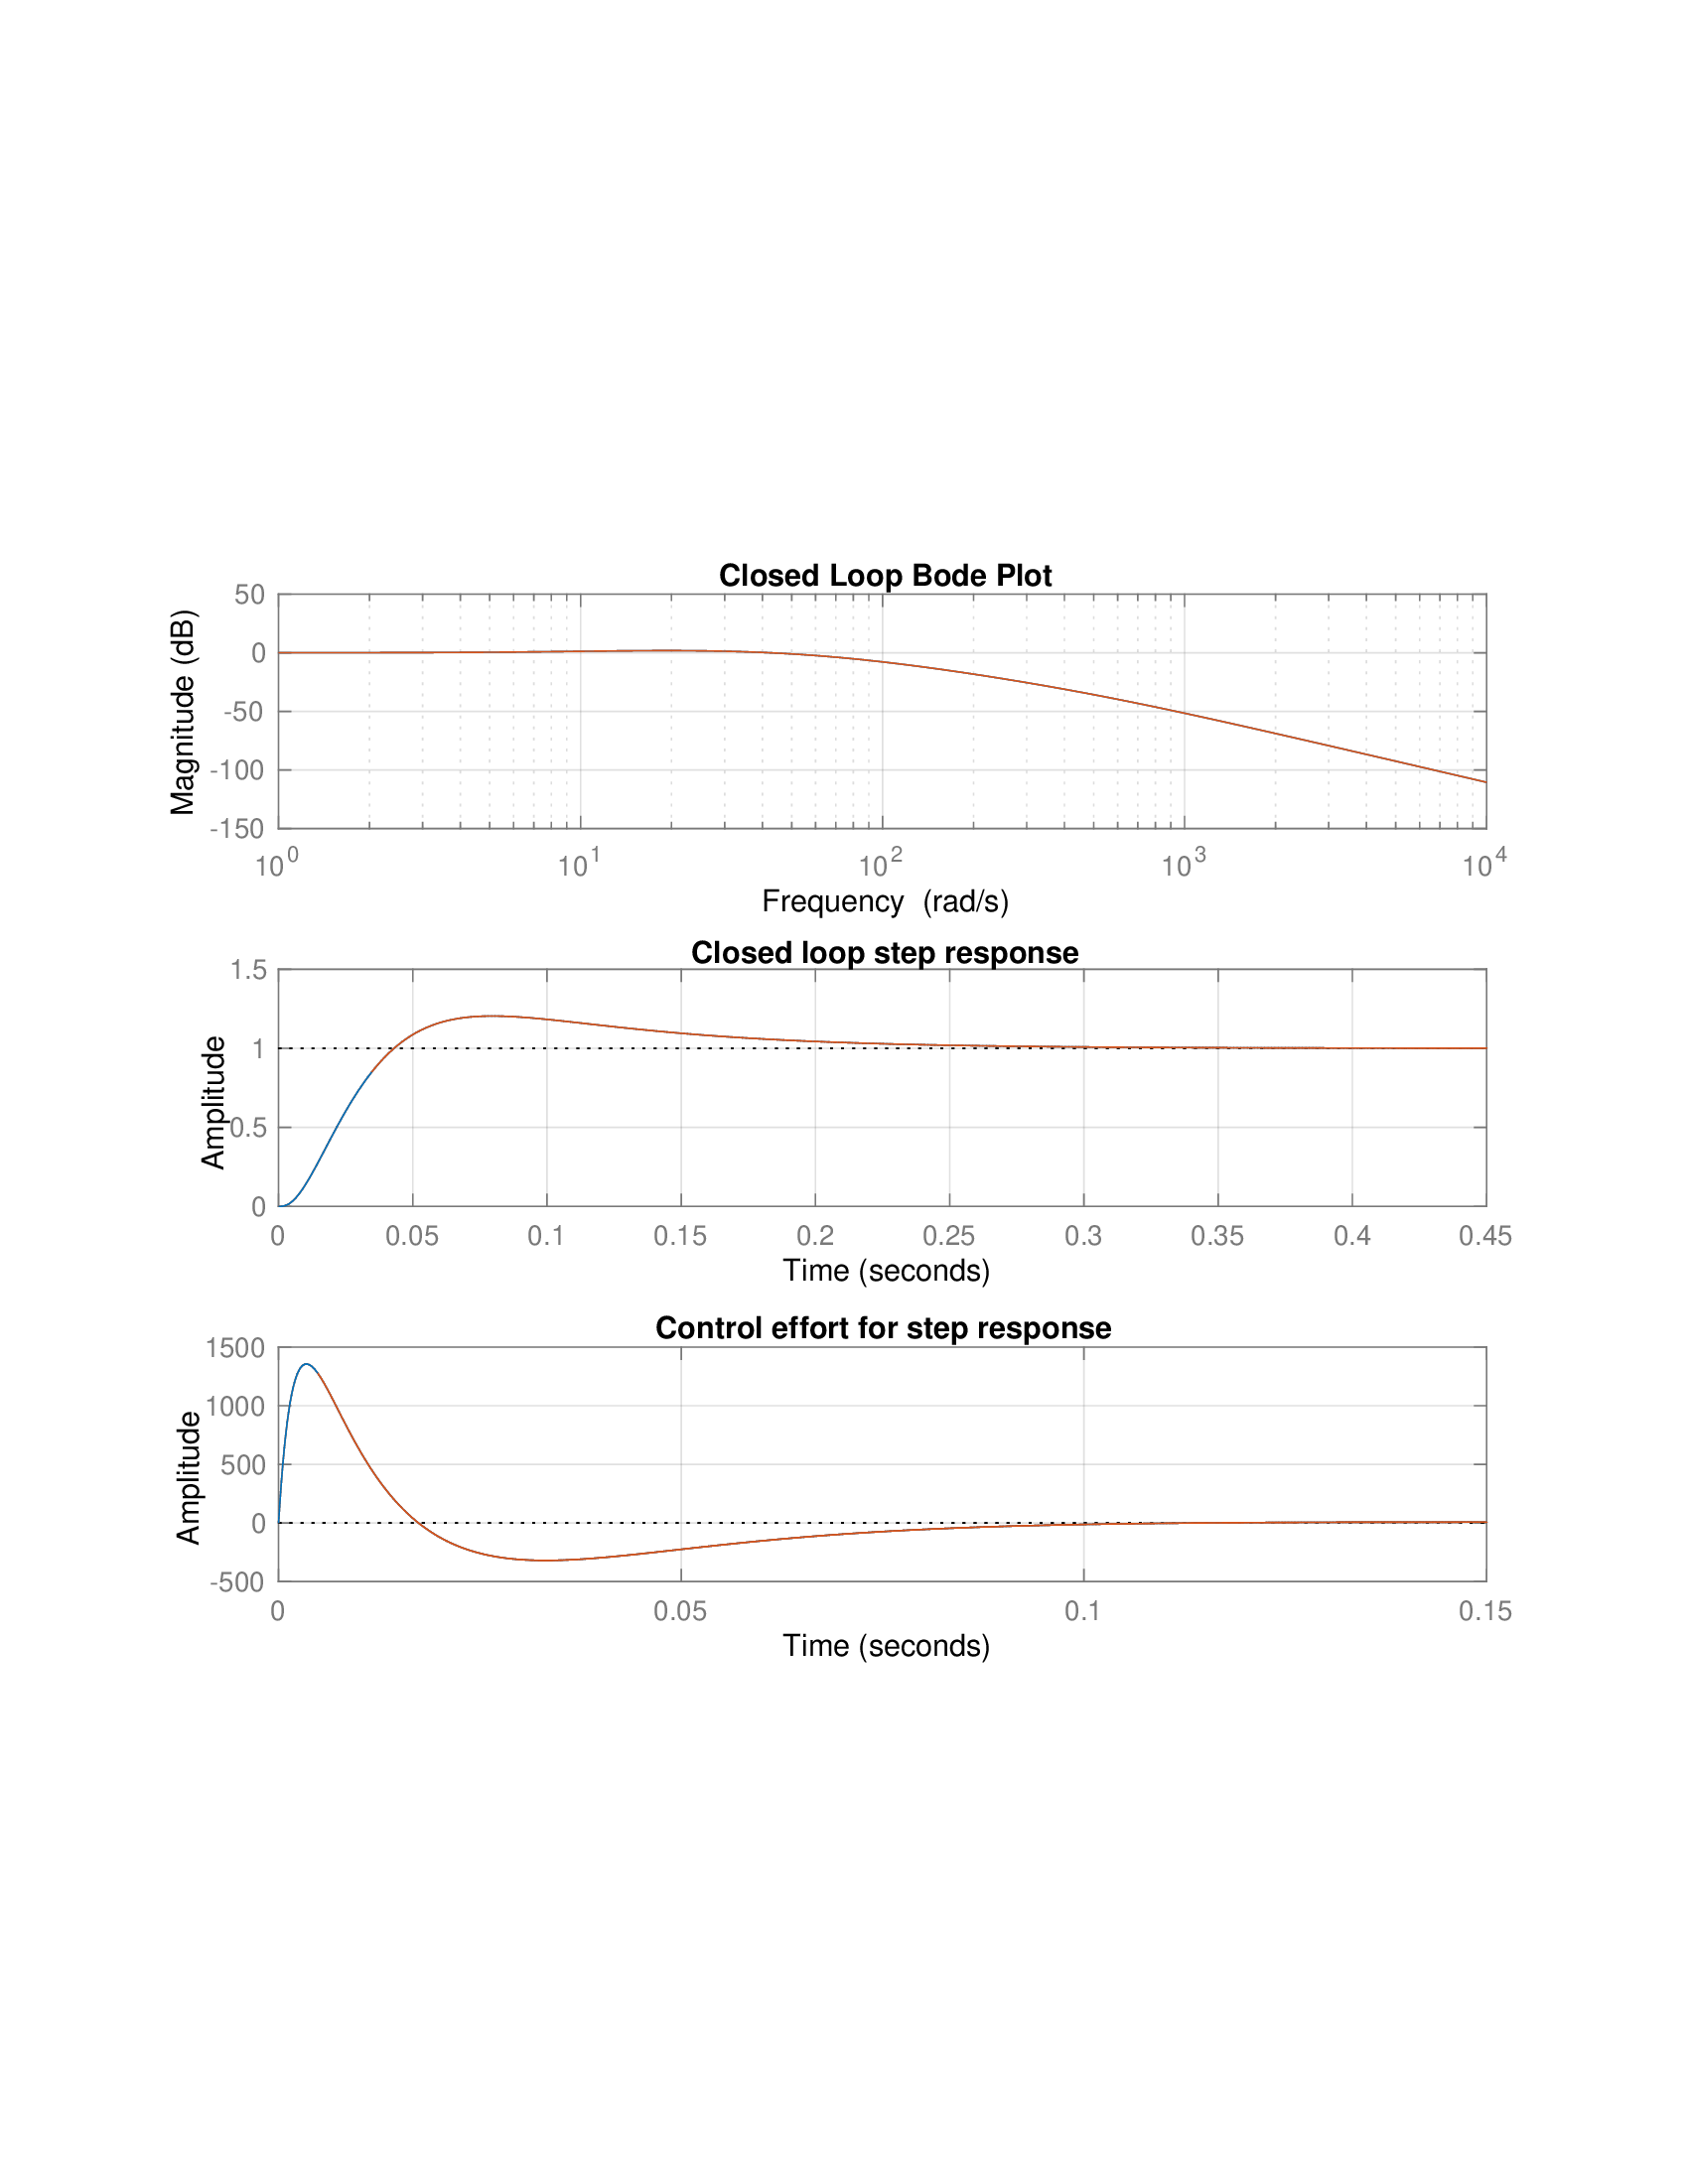 Closed Loop Bode Plot
Magnitude (dB)
50
0
-50
-100
-150
10^0 10^1 10^2 10^3 10^4
Frequency (rad/s)
Closed loop step response
Amplitude
1.5
1
0.5
0
0 0.05 0.1 0.15 0.2 0.25 0.3 0.35 0.4 0.45
Time (seconds)
Control effort for step response
Amplitude
1500
1000
500
0
-500
0 0.05 0.1 0.15
Time (seconds)